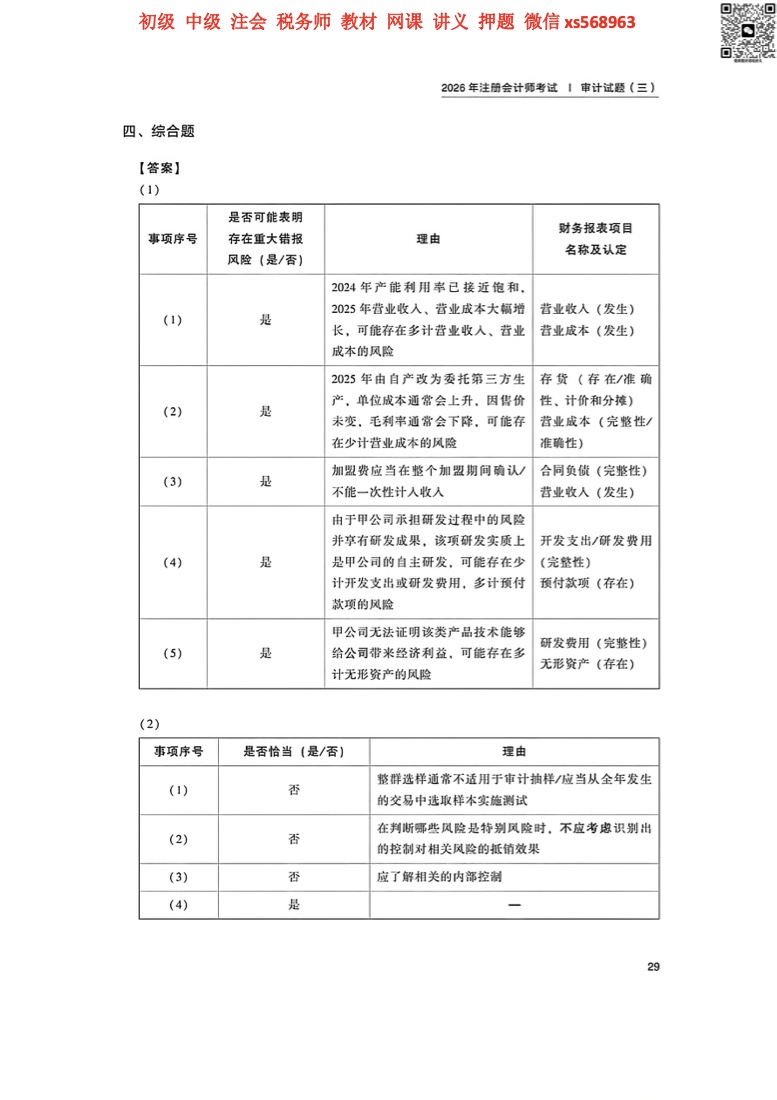 初级 中级 注会 税务师 教材 网课 讲义 押题 微信 xs568963
2026 年注册会计师考试 | 审计试题（三）
四、综合题
【答案】
（1）
事项序号
是否可能表明
存在重大错报
风险（是/否）
理由
财务报表项目
名称及认定
（1）
是
2024 年产能利用率已接近饱和，
2025 年营业收入、营业成本大幅增
长，可能存在多计营业收入、营业
成本的风险
营业收入（发生）
营业成本（发生）
（2）
是
2025 年由自产改为委托第三方生
产，单位成本通常会上升，因售价
未变，毛利率通常会下降，可能存
在少计营业成本的风险
存货（存在/准确
性、计价和分摊）
营业成本（完整性/
准确性）
（3）
是
加盟费应当在整个加盟期间确认/
不能一次性计入收入
合同负债（完整性）
营业收入（发生）
（4）
是
由于甲公司承担研发过程中的风险
并享有研发成果，该项研发实质上
是甲公司的自主研发，可能存在少
计开发支出或研发费用，多计预付
款项的风险
开发支出/研发费用
（完整性）
预付款项（存在）
（5）
是
甲公司无法证明该类产品技术能够
给公司带来经济利益，可能存在多
计无形资产的风险
研发费用（完整性）
无形资产（存在）
（2）
事项序号
是否恰当（是/否）
理由
（1）
否
整群选样通常不适用于审计抽样/应当从全年发生
的交易中选取样本实施测试
（2）
否
在判断哪些风险是特别风险时，不应考虑识别出
的控制对相关风险的抵销效果
（3）
否
应了解相关的内部控制
（4）
是
—
29